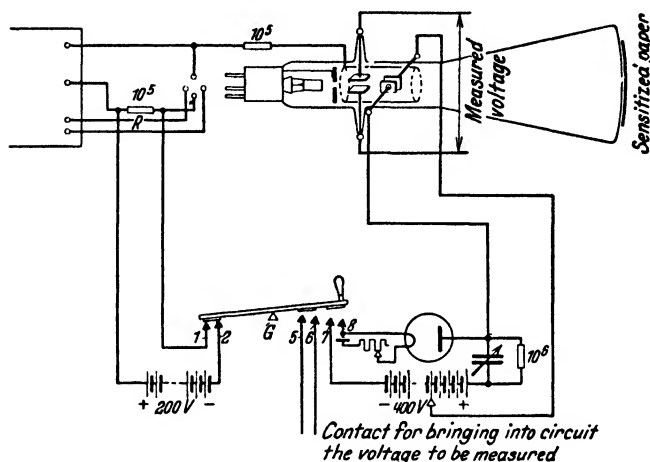 10⁵
10⁵
R
Measured
voltage
Sensitized paper
1
2
G
5
6
7
8
10⁶
+ 200V -
- 400V +
Contact for bringing into circuit
the voltage to be measured